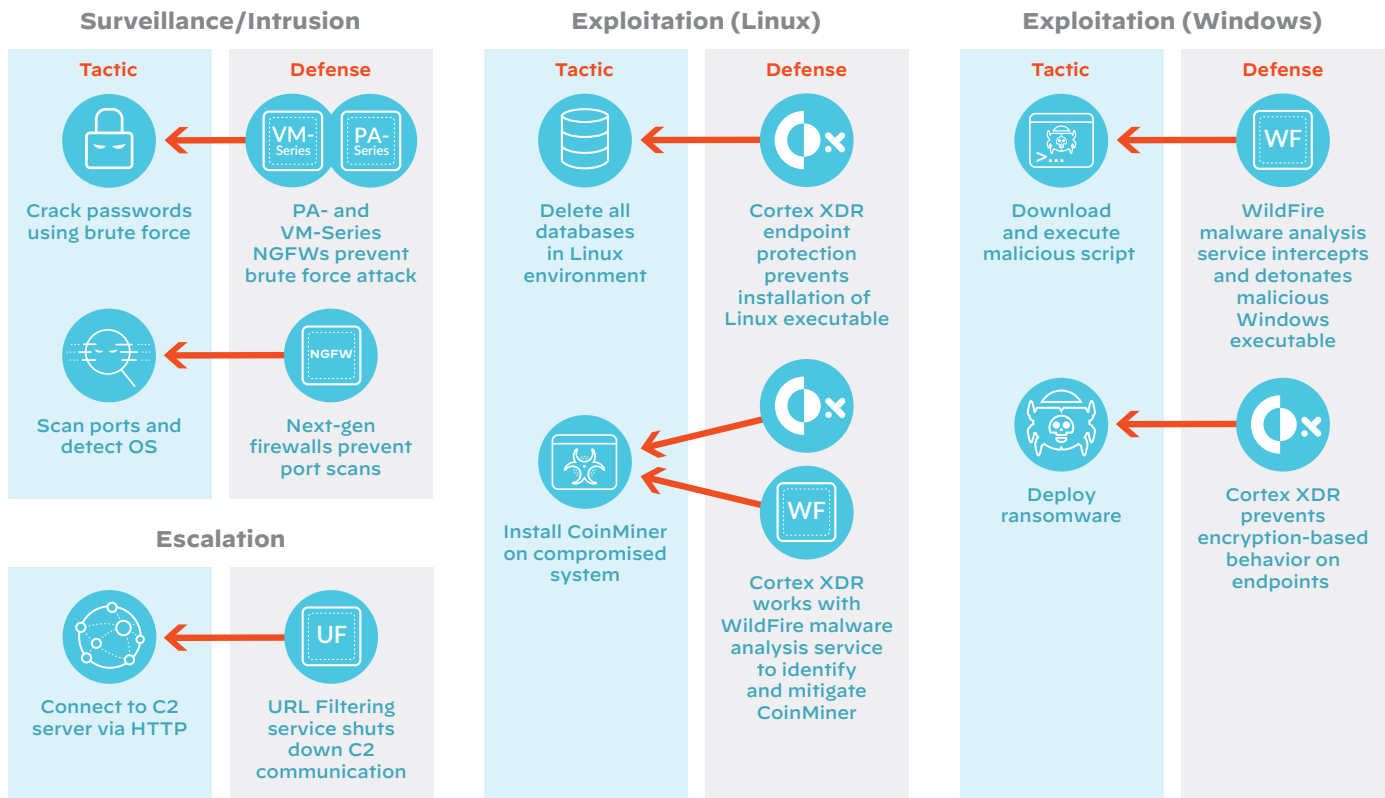 Surveillance/Intrusion
Tactic
Defense
VM-
Series
PA-
Series
Crack passwords
using brute force
PA- and
VM-Series
NGFWs prevent
brute force attack
NGFW
Scan ports and
detect OS
Next-gen
firewalls prevent
port scans
Escalation
UF
Connect to C2
server via HTTP
URL Filtering
service shuts
down C2
communication
Exploitation (Linux)
Tactic
Defense
Delete all
databases
in Linux
environment
Cortex XDR
endpoint
protection
prevents
installation of
Linux executable
WF
Install CoinMiner
on compromised
system
Cortex XDR
works with
WildFire malware
analysis service
to identify
and mitigate
CoinMiner
Exploitation (Windows)
Tactic
Defense
>...
WF
Download
and execute
malicious script
WildFire
malware analysis
service intercepts
and detonates
malicious
Windows
executable
Deploy
ransomware
Cortex XDR
prevents
encryption-based
behavior on
endpoints